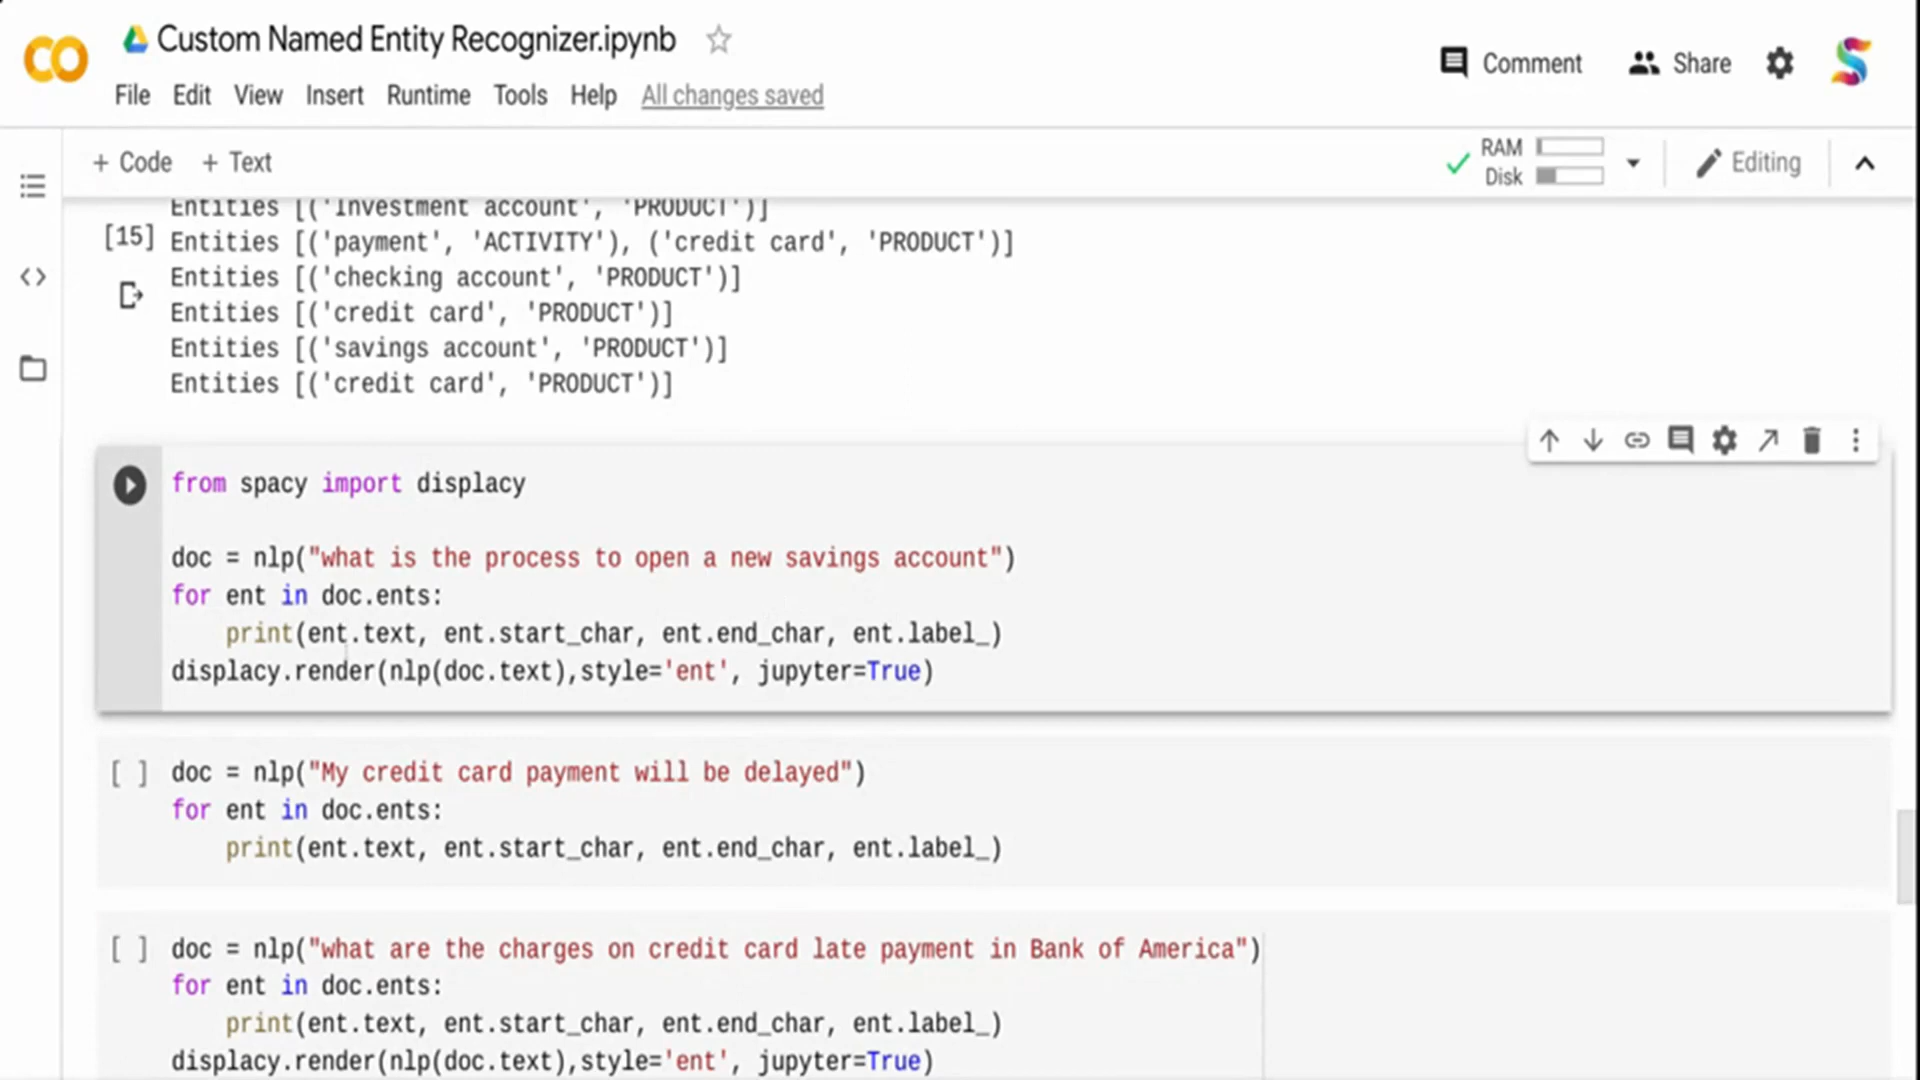 Custom Named Entity Recognizer.ipynb
File Edit View Insert Runtime Tools Help All changes saved
Comment Share
+ Code + Text
RAM
Disk
Editing
Entities [('Investment account', 'PRODUCT')]
[15] Entities [('payment', 'ACTIVITY'), ('credit card', 'PRODUCT')]
Entities [('checking account', 'PRODUCT')]
Entities [('credit card', 'PRODUCT')]
Entities [('savings account', 'PRODUCT')]
Entities [('credit card', 'PRODUCT')]
from spacy import displacy
doc = nlp("what is the process to open a new savings account")
for ent in doc.ents:
    print(ent.text, ent.start_char, ent.end_char, ent.label_)
displacy.render(nlp(doc.text),style='ent', jupyter=True)
[ ] doc = nlp("My credit card payment will be delayed")
for ent in doc.ents:
    print(ent.text, ent.start_char, ent.end_char, ent.label_)
[ ] doc = nlp("what are the charges on credit card late payment in Bank of America")
for ent in doc.ents:
    print(ent.text, ent.start_char, ent.end_char, ent.label_)
displacy.render(nlp(doc.text),style='ent', jupyter=True)